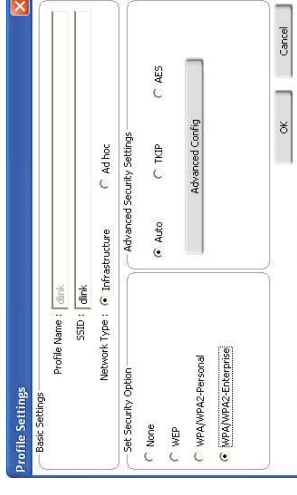 Profile Settings
Basic Settings
Profile Name : dlink
SSID : dlink
Network Type : Infrastructure Ad hoc
Set Security Option
None
WEP
WPA/WPA2-Personal
WPA/WPA2-Enterprise
Advanced Security Settings
Auto TKIP AES
Advanced Config
OK Cancel